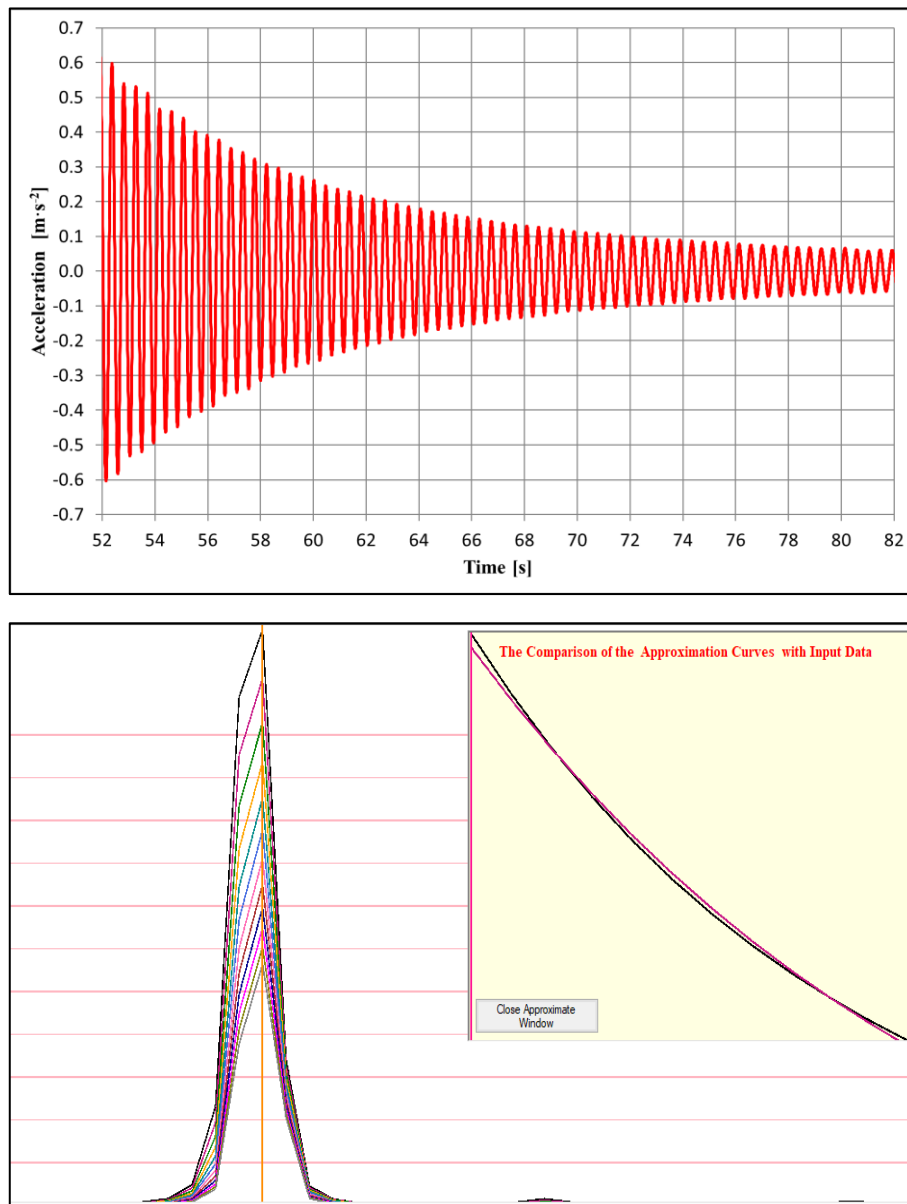 0.7
0.6
0.5
0.4
0.3
0.2
0.1
0.0
-0.1
-0.2
-0.3
-0.4
-0.5
-0.6
-0.7
Acceleration [m·s⁻²]
52 54 56 58 60 62 64 66 68 70 72 74 76 78 80 82
Time [s]
The Comparison of the Approximation Curves with Input Data
Close Approximate
Window